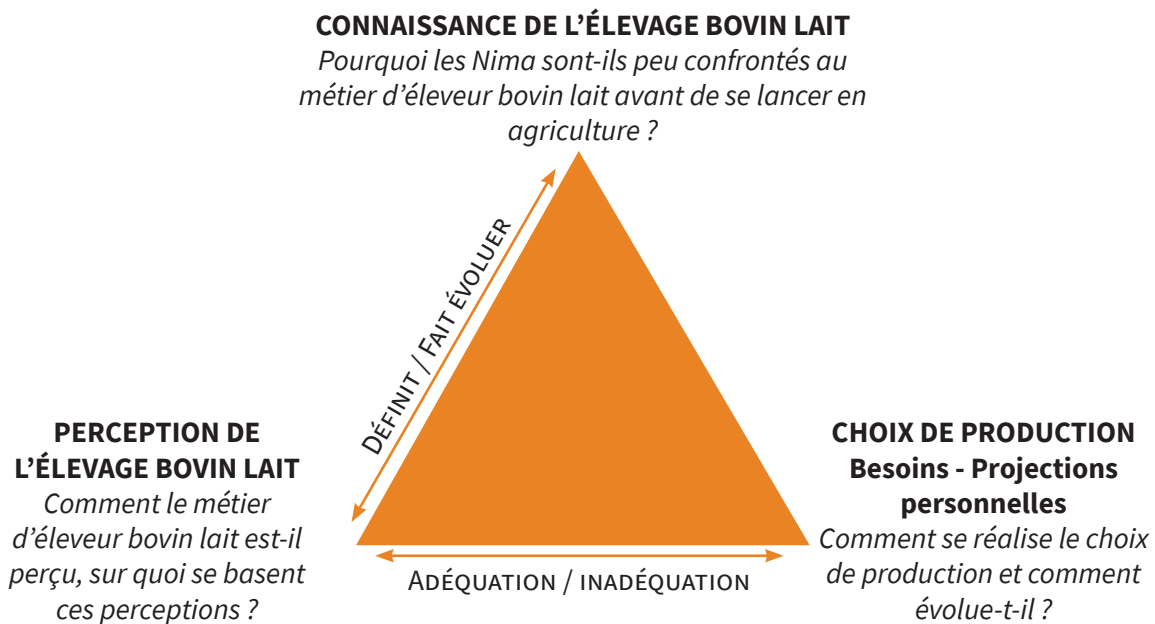 CONNAISSANCE DE L’ÉLEVAGE BOVIN LAIT
Pourquoi les Nima sont-ils peu confrontés au
métier d’éleveur bovin lait avant de se lancer en
agriculture ?
Définit / Fait évoluer
PERCEPTION DE
L’ÉLEVAGE BOVIN LAIT
Comment le métier
d’éleveur bovin lait est-il
perçu, sur quoi se basent
ces perceptions ?
Adéquation / inadéquation
CHOIX DE PRODUCTION
Besoins - Projections
personnelles
Comment se réalise le choix
de production et comment
évolue-t-il ?